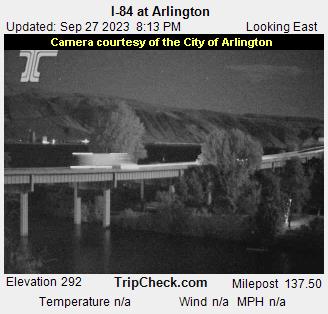 I-84 at Arlington
Updated: Sep 27 2023 8:13 PM Looking East
Camera courtesy of the City of Arlington
Elevation 292 TripCheck.com Milepost 137.50
Temperature n/a Wind n/a MPH n/a